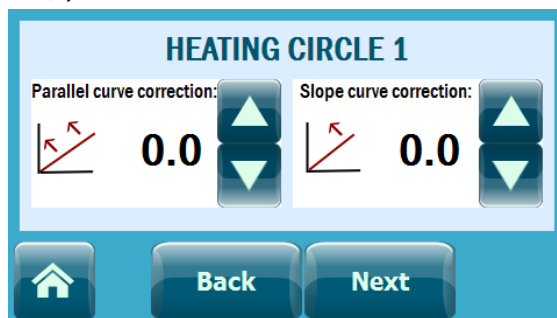 HEATING CIRCLE 1
Parallel curve correction:
0.0
Slope curve correction:
0.0
Back
Next